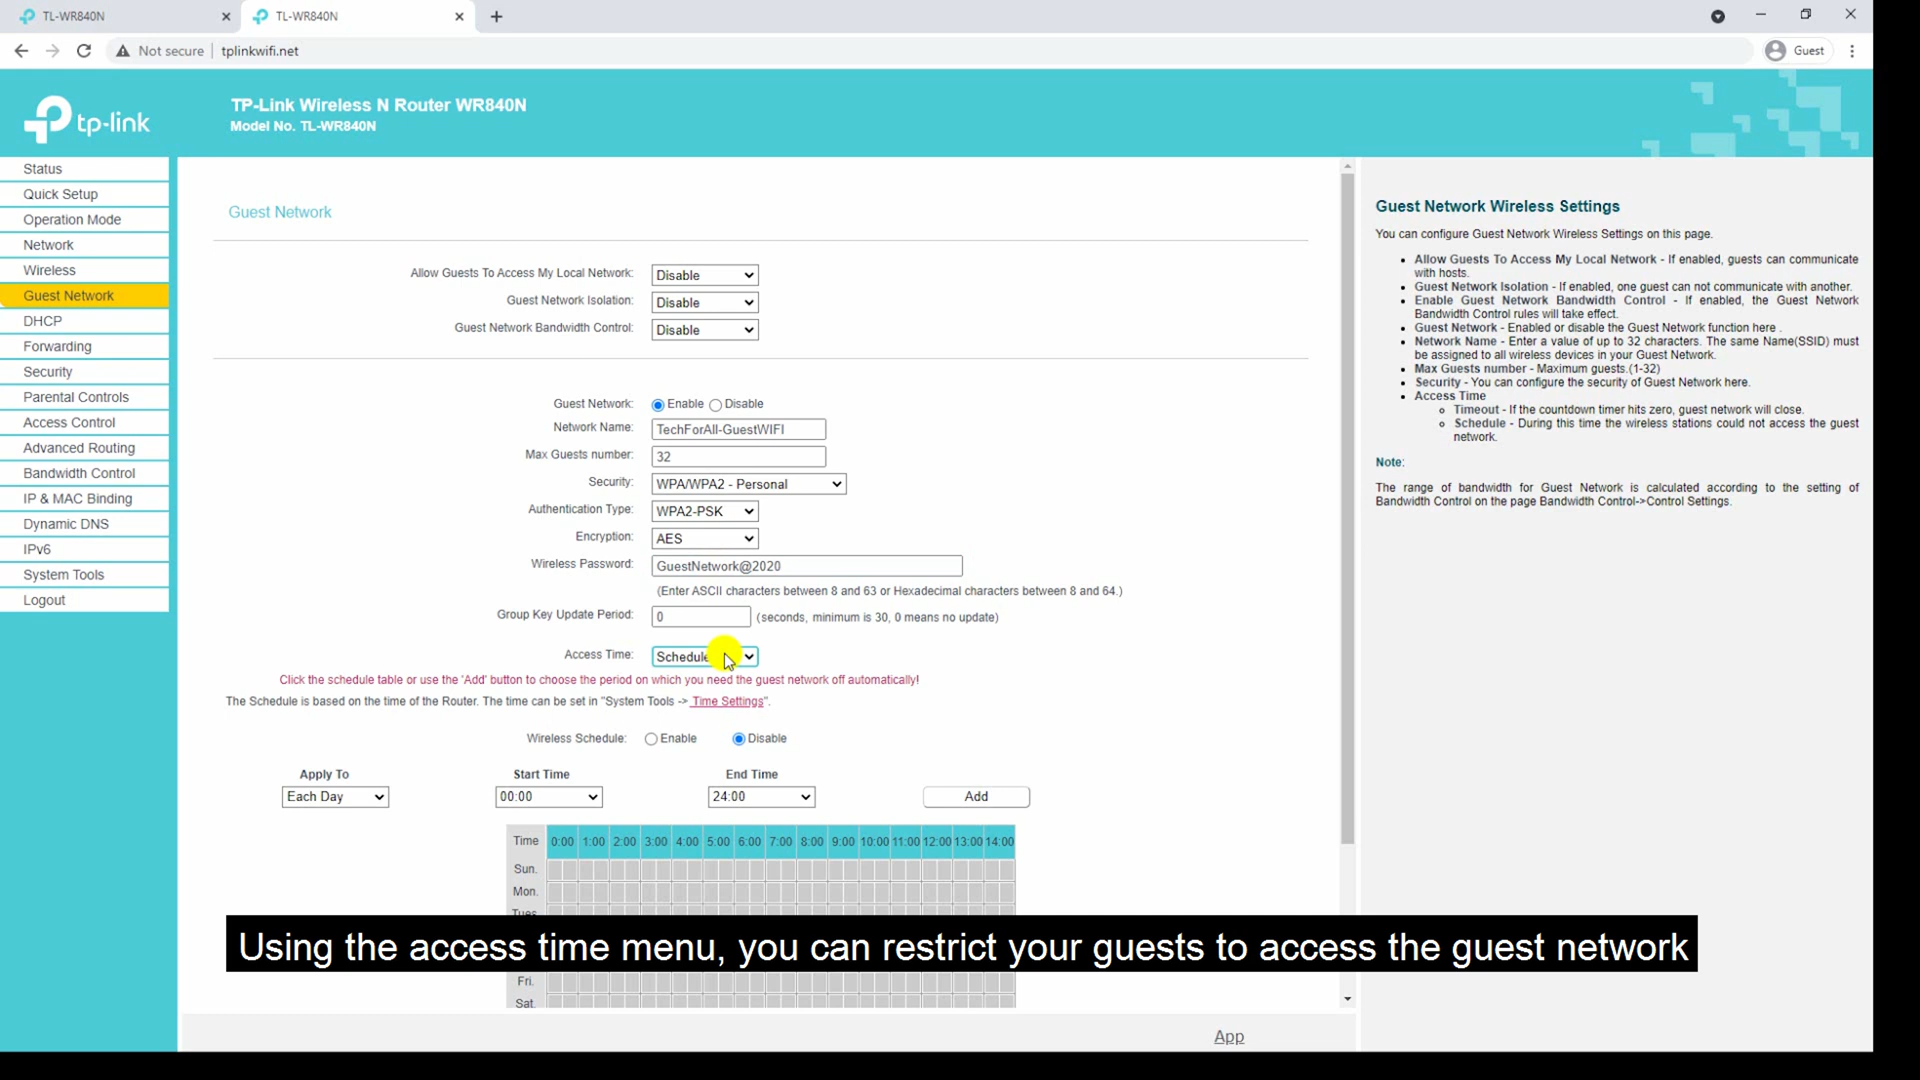 TL-WR840N
TL-WR840N
Not secure
tplinkwifi.net
Guest
tp-link
TP-Link Wireless N Router WR840N
Model No. TL-WR840N
Status
Quick Setup
Operation Mode
Network
Wireless
Guest Network
DHCP
Forwarding
Security
Parental Controls
Access Control
Advanced Routing
Bandwidth Control
IP & MAC Binding
Dynamic DNS
IPv6
System Tools
Logout
Guest Network
Allow Guests To Access My Local Network: Disable
Guest Network Isolation: Disable
Guest Network Bandwidth Control: Disable
Guest Network: Enable Disable
Network Name: TechForAll-GuestWIFI
Max Guests number: 32
Security: WPA/WPA2 - Personal
Authentication Type: WPA2-PSK
Encryption: AES
Wireless Password: GuestNetwork@2020
(Enter ASCII characters between 8 and 63 or Hexadecimal characters between 8 and 64.)
Group Key Update Period: 0 (seconds, minimum is 30, 0 means no update)
Access Time: Schedule
Click the schedule table or use the 'Add' button to choose the period on which you need the guest network off automatically!
The Schedule is based on the time of the Router. The time can be set in "System Tools -> Time Settings".
Wireless Schedule: Enable Disable
Apply To Start Time End Time
Each Day 00:00 24:00 Add
Time 0:00 1:00 2:00 3:00 4:00 5:00 6:00 7:00 8:00 9:00 10:00 11:00 12:00 13:00 14:00
Sun.
Mon.
Tues.
Using the access time menu, you can restrict your guests to access the guest network
Fri.
Sat.
App
Guest Network Wireless Settings
You can configure Guest Network Wireless Settings on this page.
Allow Guests To Access My Local Network - If enabled, guests can communicate
with hosts.
Guest Network Isolation - If enabled, one guest can not communicate with another.
Enable Guest Network Bandwidth Control - If enabled, the Guest Network
Bandwidth Control rules will take effect.
Guest Network - Enabled or disable the Guest Network function here .
Network Name - Enter a value of up to 32 characters. The same Name(SSID) must
be assigned to all wireless devices in your Guest Network.
Max Guests number - Maximum guests.(1-32)
Security - You can configure the security of Guest Network here.
Access Time
Timeout - If the countdown timer hits zero, guest network will close.
Schedule - During this time the wireless stations could not access the guest
network.
Note:
The range of bandwidth for Guest Network is calculated according to the setting of
Bandwidth Control on the page Bandwidth Control->Control Settings.